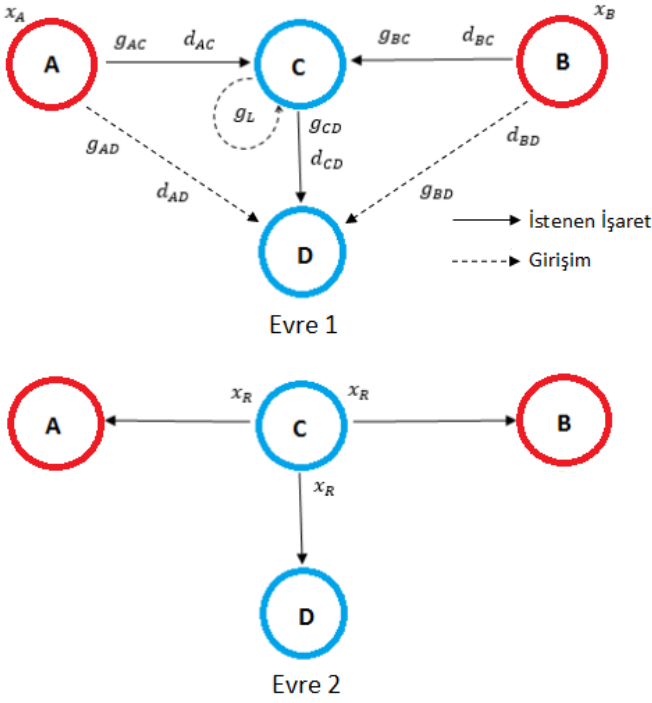 x_A
x_B
A
g_AC
d_AC
C
g_BC
d_BC
B
g_L
g_CD
d_CD
g_AD
d_AD
d_BD
g_BD
D
İstenen İşaret
Girişim
Evre 1
A
x_R
C
x_R
B
x_R
D
Evre 2